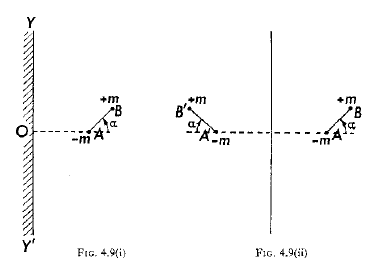 Y
+m
B
α
O
-m A
Y'
FIG. 4.9(i)
+m
B'
α
A' -m
+m
B
α
-m A
FIG. 4.9(ii)